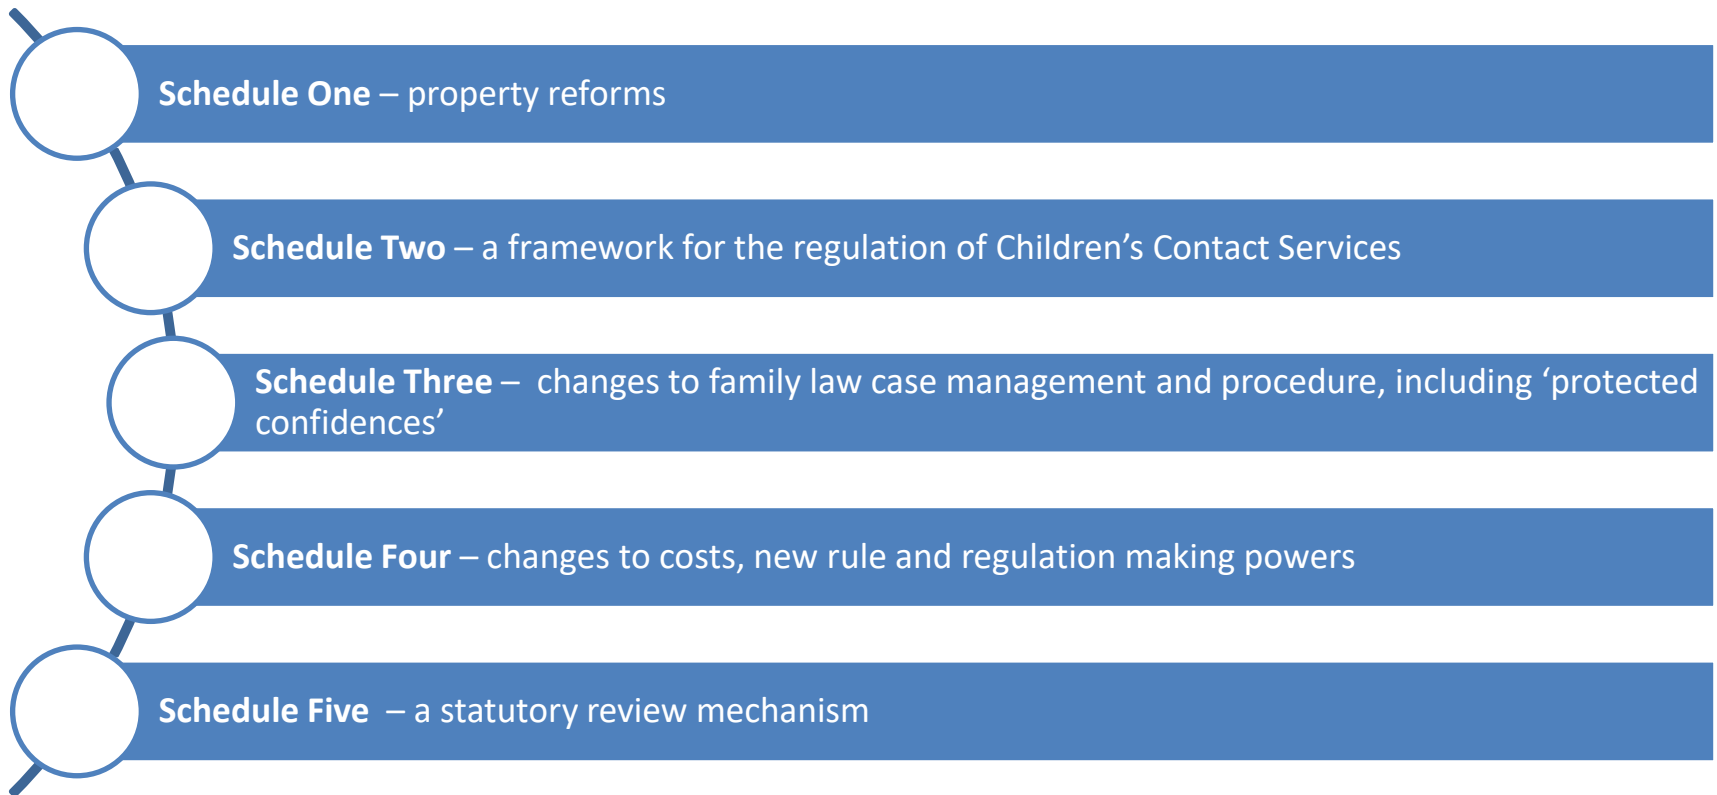 Schedule One – property reforms
Schedule Two – a framework for the regulation of Children’s Contact Services
Schedule Three –  changes to family law case management and procedure, including ‘protected
confidences’
Schedule Four – changes to costs, new rule and regulation making powers
Schedule Five  – a statutory review mechanism